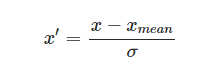 x′ = (x − x_mean) / σ